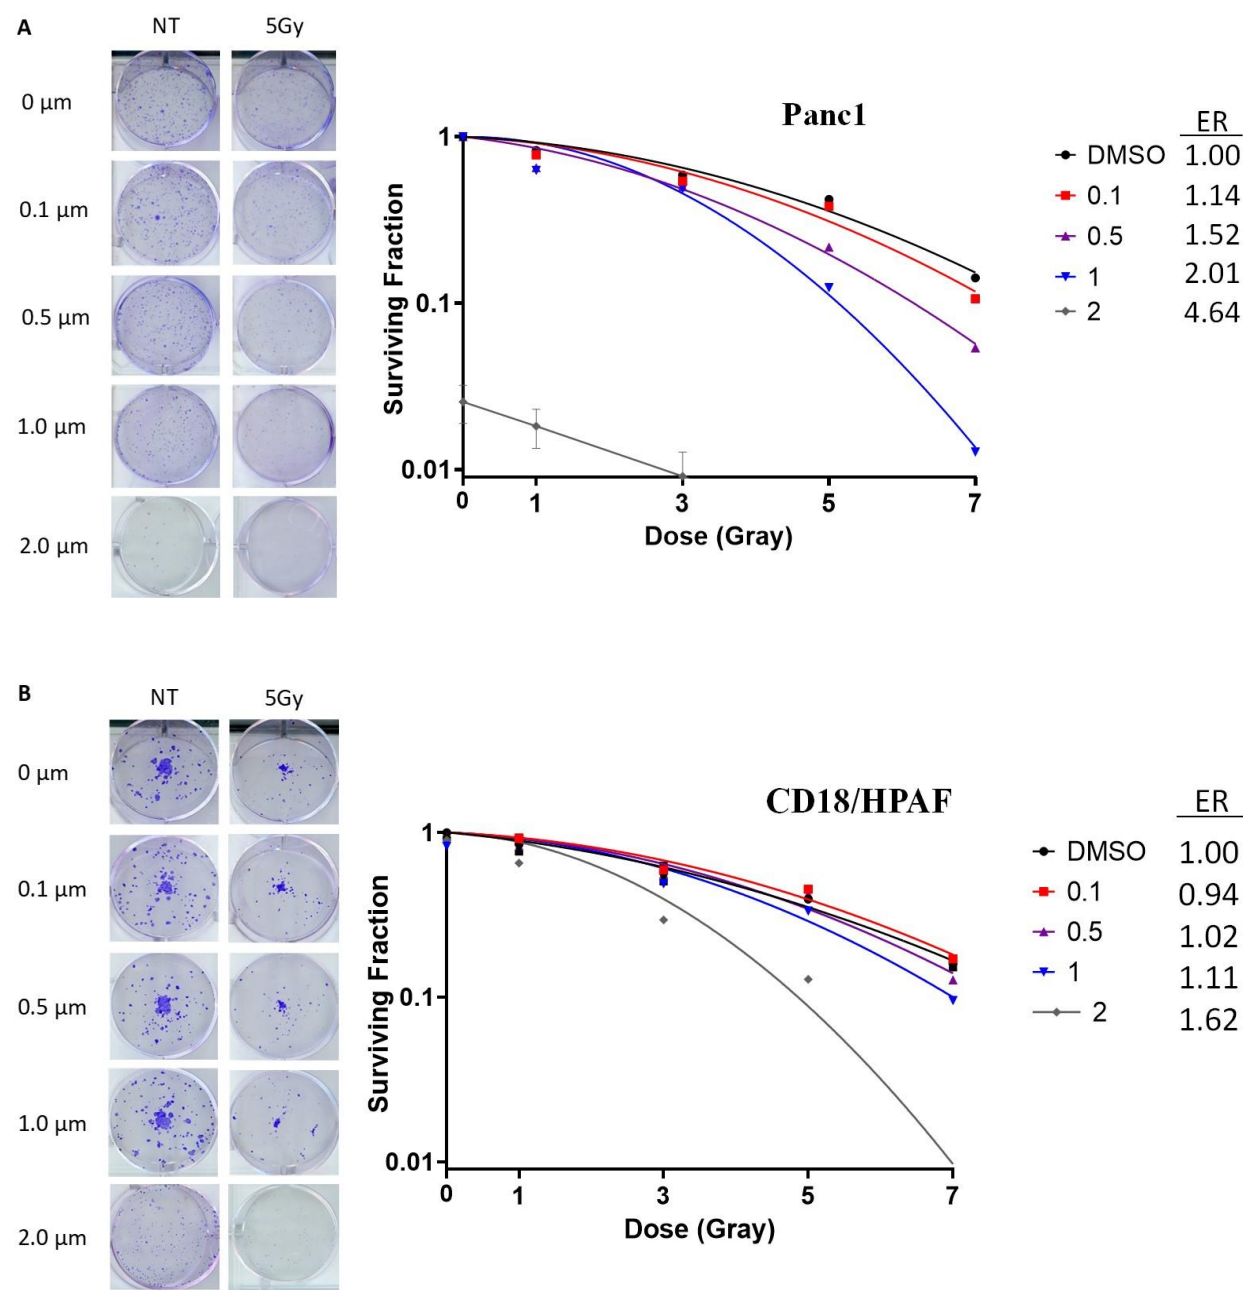 A
NT 5Gy
0 µm
0.1 µm
0.5 µm
1.0 µm
2.0 µm
Panc1
Surviving Fraction
1
0.1
0.01
0 1 3 5 7
Dose (Gray)
ER
DMSO 1.00
0.1 1.14
0.5 1.52
1 2.01
2 4.64
B
NT 5Gy
0 µm
0.1 µm
0.5 µm
1.0 µm
2.0 µm
CD18/HPAF
Surviving Fraction
1
0.1
0.01
0 1 3 5 7
Dose (Gray)
ER
DMSO 1.00
0.1 0.94
0.5 1.02
1 1.11
2 1.62